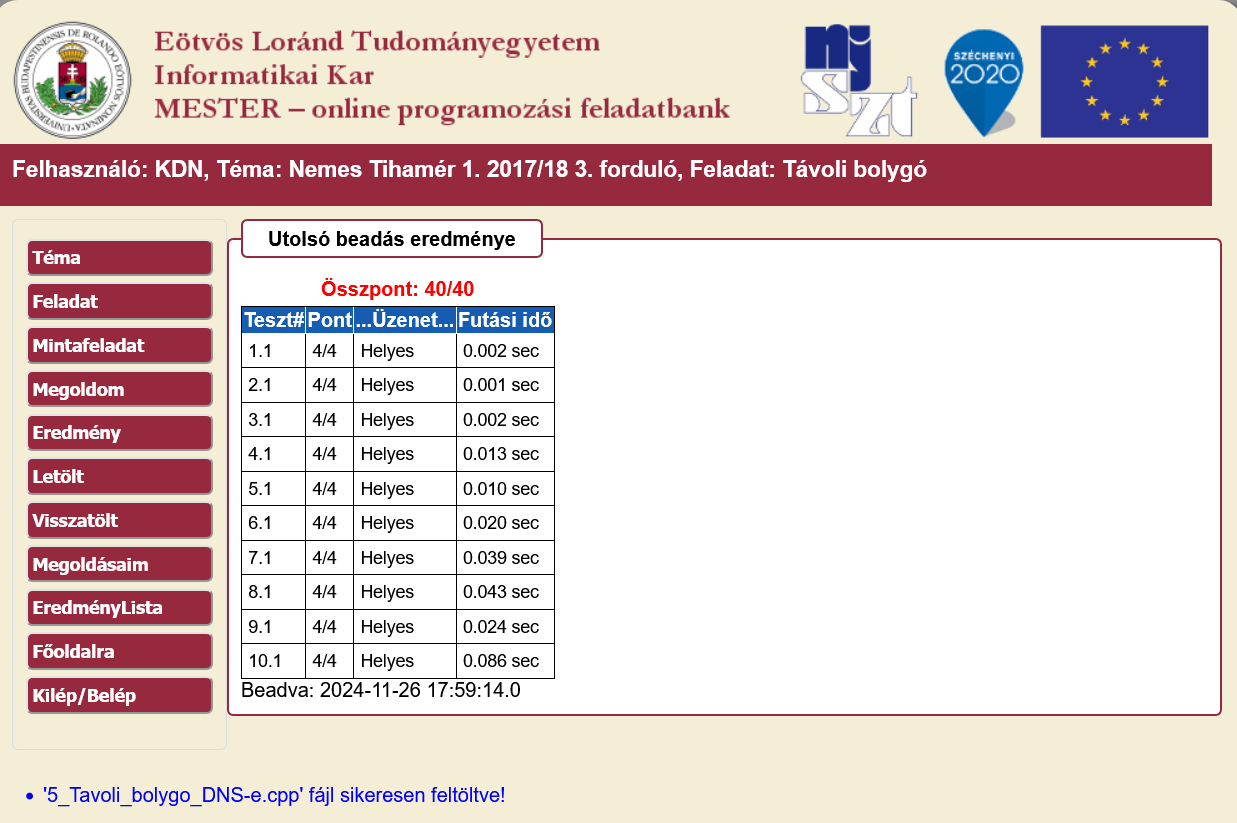 Eötvös Loránd Tudományegyetem
Informatikai Kar
MESTER – online programozási feladatbank
njszt
SZÉCHENYI
2020
Felhasználó: KDN, Téma: Nemes Tihamér 1. 2017/18 3. forduló, Feladat: Távoli bolygó
Téma
Feladat
Mintafeladat
Megoldom
Eredmény
Letölt
Visszatölt
Megoldásaim
EredményLista
Főoldalra
Kilép/Belép
Utolsó beadás eredménye
Összpont: 40/40
Teszt# Pont ...Üzenet... Futási idő
1.1 4/4 Helyes 0.002 sec
2.1 4/4 Helyes 0.001 sec
3.1 4/4 Helyes 0.002 sec
4.1 4/4 Helyes 0.013 sec
5.1 4/4 Helyes 0.010 sec
6.1 4/4 Helyes 0.020 sec
7.1 4/4 Helyes 0.039 sec
8.1 4/4 Helyes 0.043 sec
9.1 4/4 Helyes 0.024 sec
10.1 4/4 Helyes 0.086 sec
Beadva: 2024-11-26 17:59:14.0
• '5_Tavoli_bolygo_DNS-e.cpp' fájl sikeresen feltöltve!